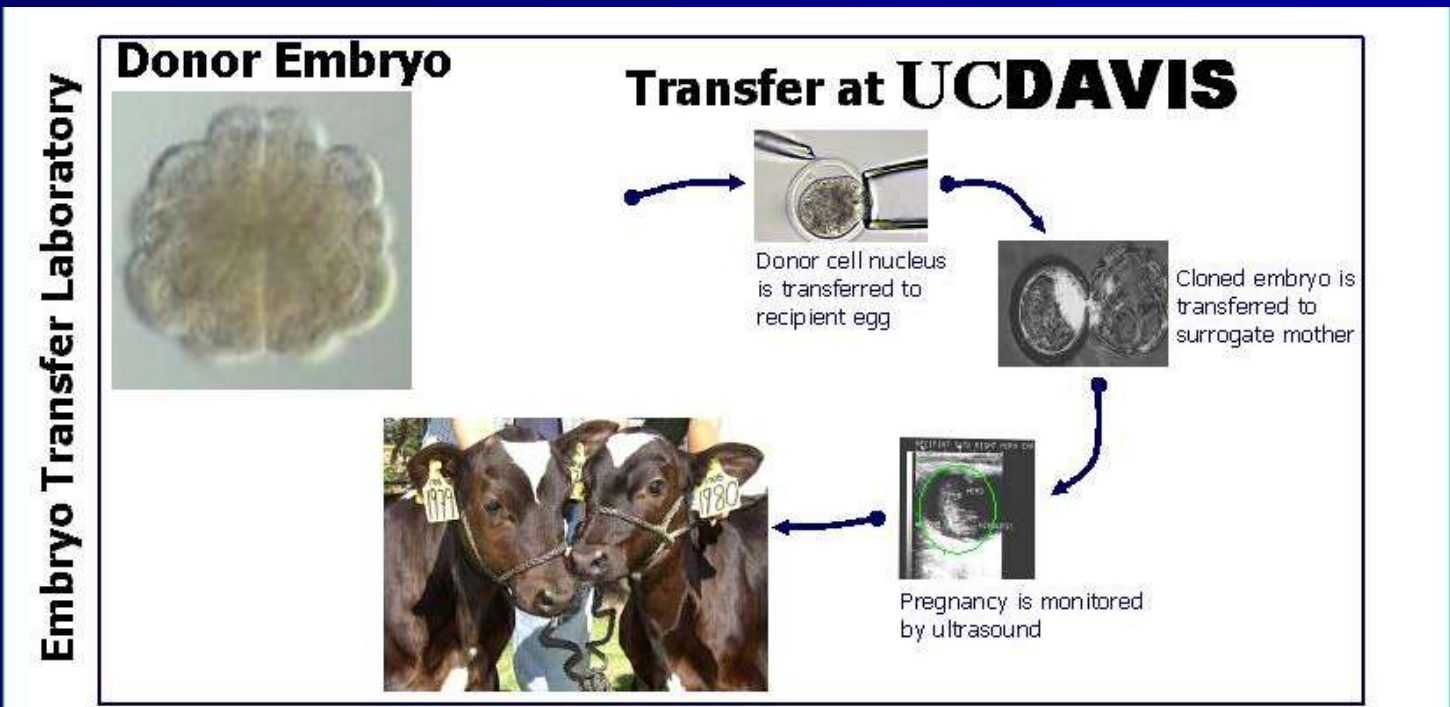 Embryo Transfer Laboratory
Donor Embryo
Transfer at UCDAVIS
Donor cell nucleus
is transferred to
recipient egg
Cloned embryo is
transferred to
surrogate mother
Pregnancy is monitored
by ultrasound
1979
1980